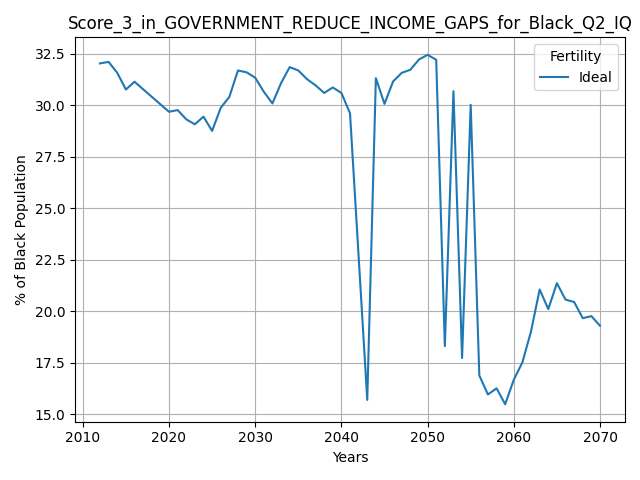 Score_3_in_GOVERNMENT_REDUCE_INCOME_GAPS_for_Black_Q2_IQ
32.5
30.0
27.5
25.0
22.5
20.0
17.5
15.0
% of Black Population
Fertility
Ideal
2010 2020 2030 2040 2050 2060 2070
Years